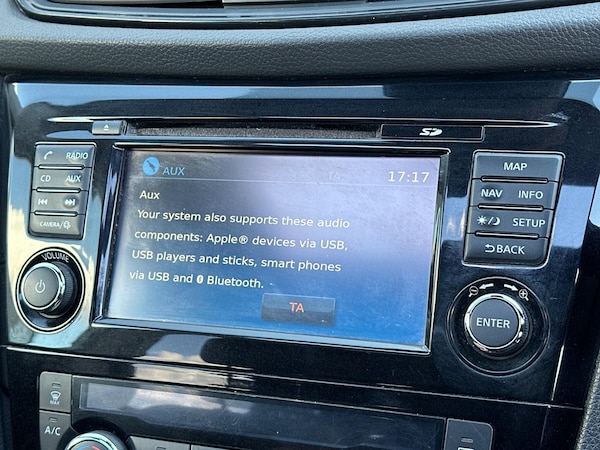 RADIO
CD AUX
CAMERA/
VOLUME
AUX
TA
17:17
Aux
Your system also supports these audio
components: Apple® devices via USB,
USB players and sticks, smart phones
via USB and Bluetooth.
TA
SD
MAP
NAV INFO
SETUP
BACK
ENTER
MAX
A/C